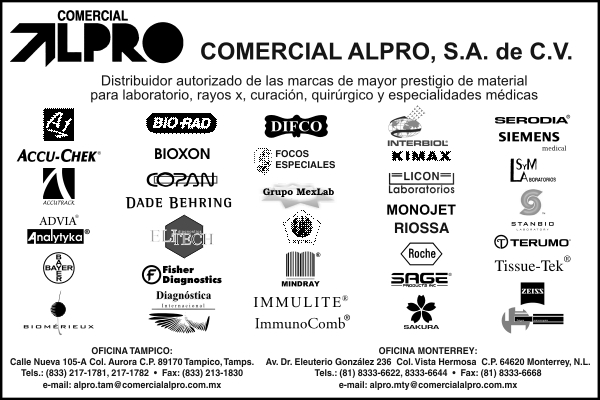 COMERCIAL
ALPRO
COMERCIAL ALPRO, S.A. de C.V.
Distribuidor autorizado de las marcas de mayor prestigio de material
para laboratorio, rayos x, curación, quirúrgico y especialidades médicas
ACCU-CHEK®
ACCUTRACK
ADVIA®
Analytyka®
BAYER
BAYER
BIOMÉRIEUX
BIO-RAD
BIOXON
COPAN
DADE BEHRING
ELITECH
Fisher
Diagnostics
Diagnóstica
Internacional
DIFCO
FOCOS
ESPECIALES
Grupo MexLab
MINDRAY
IMMULITE®
ImmunoComb®
INTERBIOL®
KIMAX
LICON
Laboratorios
MONOJET
RIOSSA
Roche
SAGE
PRODUCTS INC
SAKURA
SERODIA®
SIEMENS
medical
LSyM
LABORATORIOS
STANBIO
LABORATORY
TERUMO®
Tissue-Tek®
ZEISS
OFICINA TAMPICO:
Calle Nueva 105-A Col. Aurora C.P. 89170 Tampico, Tamps.
Tels.: (833) 217-1781, 217-1782 • Fax: (833) 213-1830
e-mail: alpro.tam@comercialalpro.com.mx
OFICINA MONTERREY:
Av. Dr. Eleuterio González 236 Col. Vista Hermosa C.P. 64620 Monterrey, N.L.
Tels.: (81) 8333-6622, 8333-6644 • Fax: (81) 8333-6668
e-mail: alpro.mty@comercialalpro.com.mx